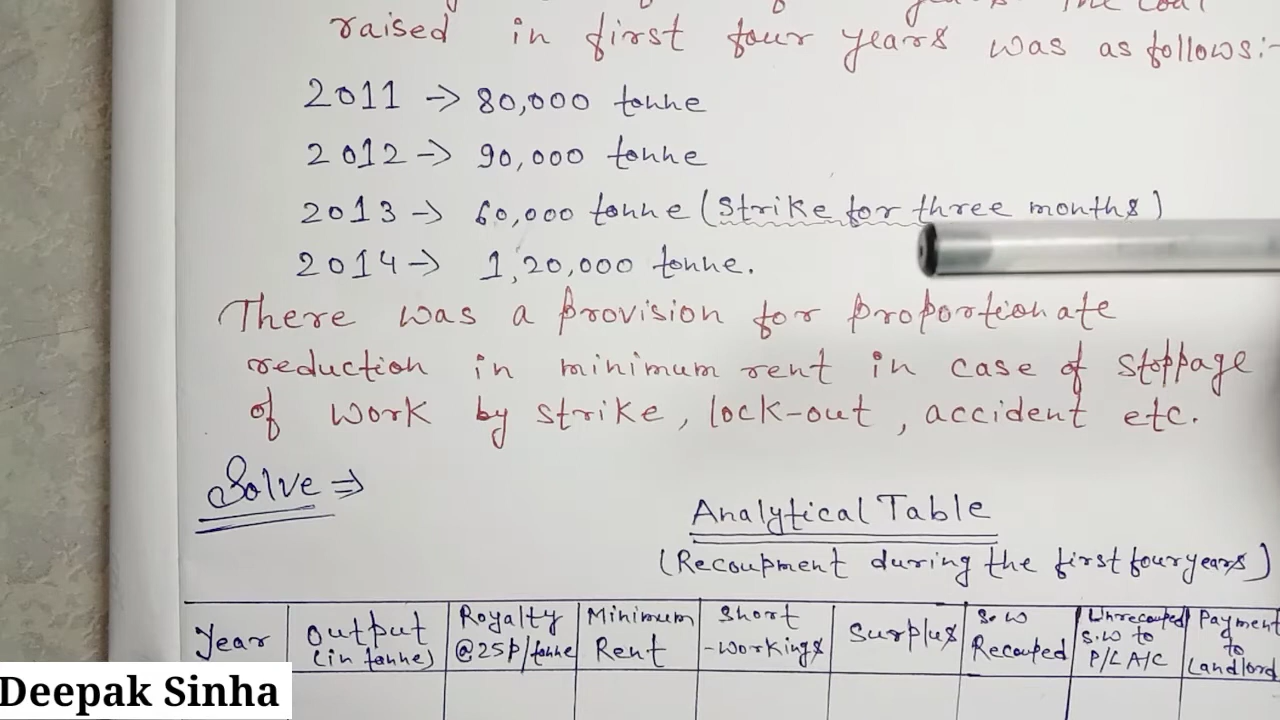 raised in first four years was as follows:-
2011 → 80,000 tonne
2012 → 90,000 tonne
2013 → 60,000 tonne (strike for three months)
2014 → 1,20,000 tonne.
There was a provision for proportionate
reduction in minimum rent in case of stoppage
of work by strike, lock-out, accident etc.
Solve ⇒
Analytical Table
(Recoupment during the first four years)
Year
Output (in tonne)
Royalty @25P/tonne
Minimum Rent
Short -workings
Surplus
S.W Recouped
Unrecouped S.W to P/L A/C
Payment to Landlord
Deepak Sinha